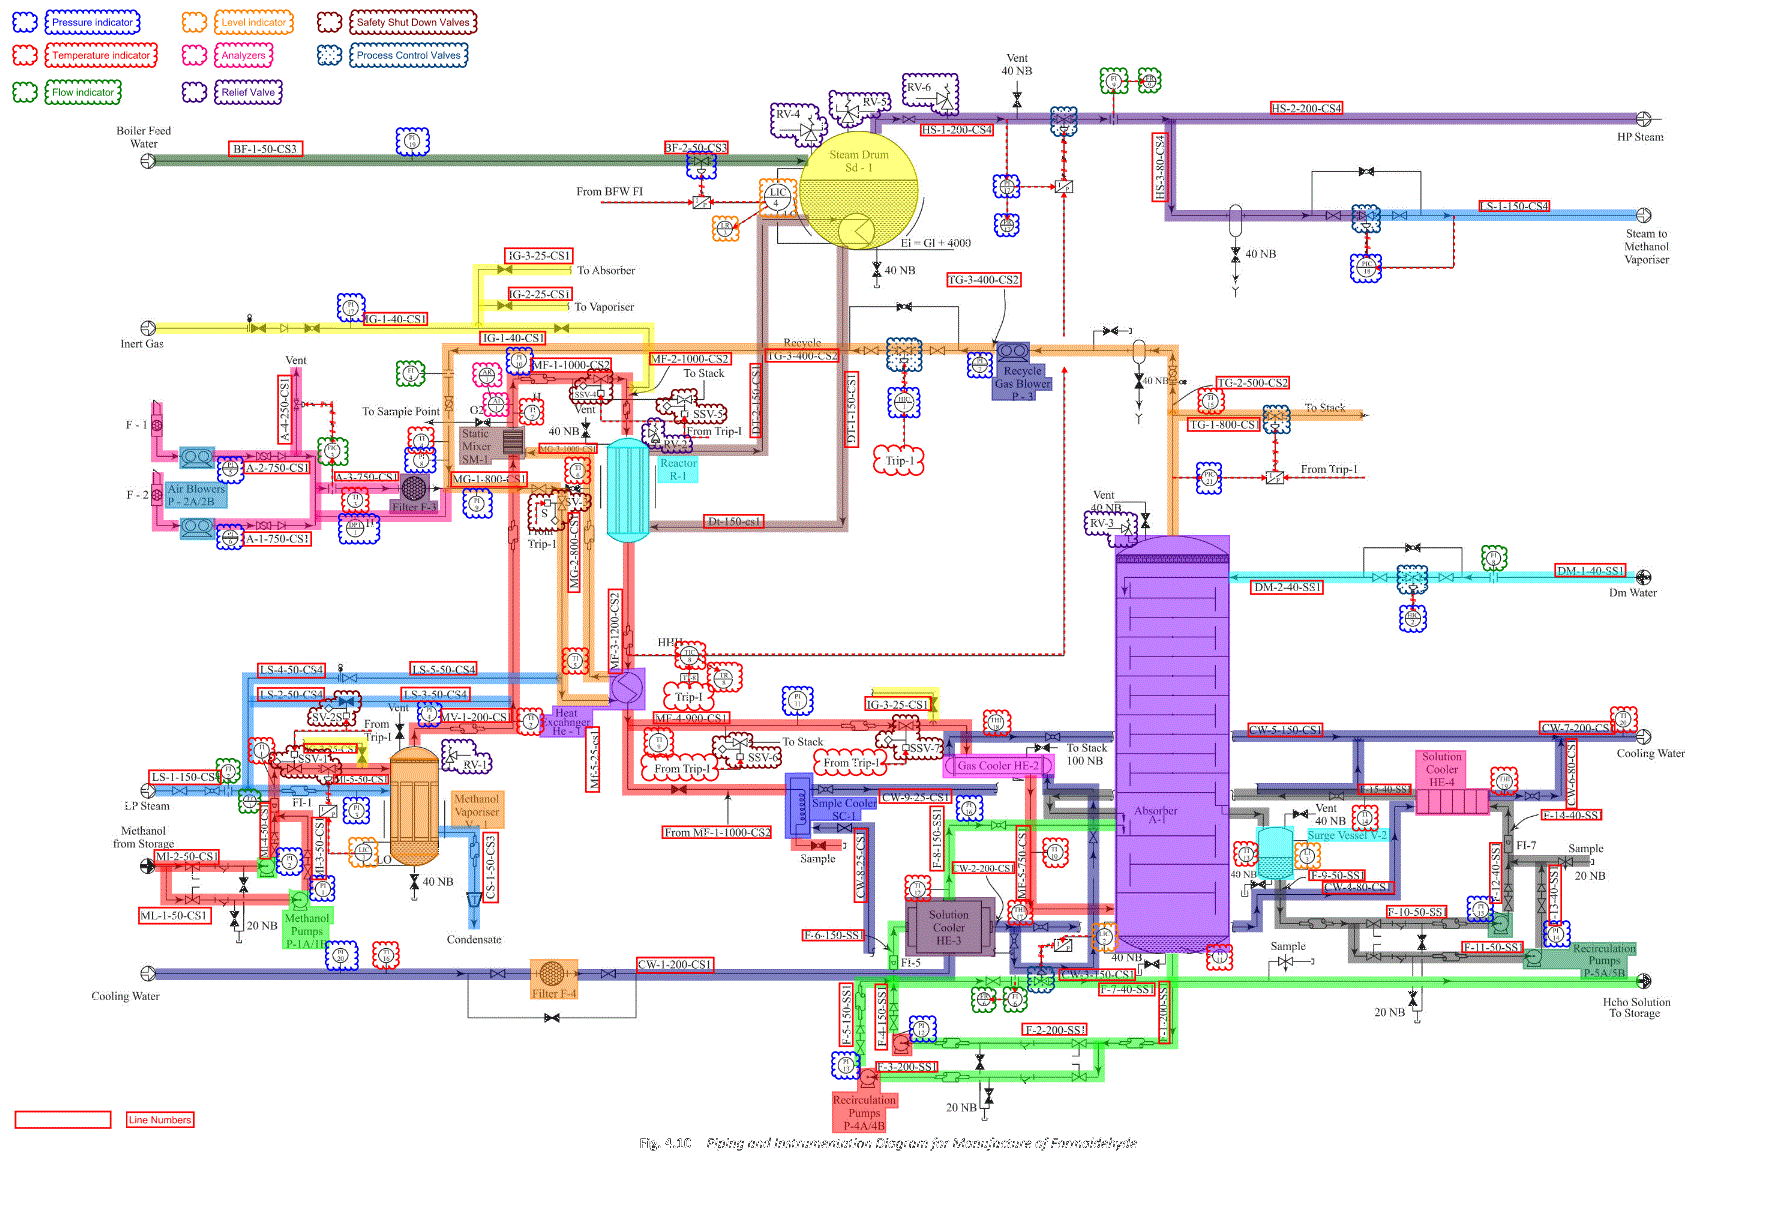 Pressure indicator
Level indicator
Safety Shut Down Valves
Temperature indicator
Analyzers
Process Control Valves
Flow indicator
Relief Valve
Vent
40 NB
RV-6
RV-5
RV-4
HS-2-200-CS4
HS-1-200-CS4
HP Steam
Boiler Feed
Water
BF-1-50-CS3
BF-2-50-CS3
Steam Drum
Sd - 1
HS-3-80-CS4
From BFW FI
LIC
4
LS-1-150-CS4
Steam to
Methanol
Vaporiser
Ei = Gl + 4000
40 NB
40 NB
IG-3-25-CS1
To Absorber
IG-2-25-CS1
To Vaporiser
TG-3-400-CS2
MG-1-40-CS1
Inert Gas
IG-1-40-CS1
Recycle
TG-3-400-CS2
Vent
MF-1-1000-CS2
MF-2-1000-CS2
To Stack
Recycle
Gas Blower
P - 3
40 NB
TG-2-500-CS2
A-4-250-CS1
SSV-4
SSV-5
DT-2-150-CS1
DT-1-150-CS1
To Sample Point
O2
Vent
40 NB
From Trip-1
To Stack
TG-1-800-CS1
F - 1
Static
Mixer
SM-1
RV-2
Reactor
R-1
Trip-1
From Trip-1
A-2-750-CS1
A-3-750-CS1
MG-1-800-CS1
F - 2
Air Blowers
P - 2A/2B
Filter F-3
A-1-750-CS1
From
Trip-1
Dt-150-cs1
Vent
40 NB
RV-3
MG-2-800-CS1
DM-1-40-SS1
DM-2-40-SS1
Dm Water
MF-3-1200-CS2
LS-4-50-CS4
LS-5-50-CS4
LS-2-50-CS4
LS-3-50-CS4
Trip-1
IG-3-25-CS1
SV-2
Vent
MV-1-200-CS1
Heat
Excahnger
He - 1
MF-4-900-CS1
CW-5-150-CS1
CW-7-200-CS1
Cooling Water
From
Trip-1
SSV-1
RV-1
To Stack
SSV-6
From Trip-1
SSV-7
From Trip-1
To Stack
100 NB
Gas Cooler HE-2
Solution
Cooler
HE-4
CW-6-80-CS1
LS-1-150-CS4
LP Steam
FI-1
Mf-5-25-cs1
Methanol
Vaporiser
Smple Cooler
SC-1
CW-9-25-CS1
F-15-40-SS1
Vent
40 NB
F-14-40-SS1
Absorber
A-1
Surge Vessel V-2
Methanol
from Storage
From MF-1-1000-CS2
Sample
FI-7
Sample
20 NB
MI-2-50-CS1
MI-3-50-CS1
LO
40 NB
CS-1-50-CS3
F-8-150-SS1
MF-5-750-CS1
CW-8-25-CS1
CW-2-200-CS1
40 NB
F-9-50-SS1
CW-8-80-CS1
F-12-40-SS1
F-13-40-SS1
ML-1-50-CS1
20 NB
Methanol
Pumps
P-1A/1B
Condensate
F-6-150-SS1
Solution
Cooler
HE-3
F-10-50-SS1
F-11-50-SS1
Sample
Recirculation
Pumps
P-5A/5B
Cooling Water
Filter F-4
CW-1-200-CS1
FI-5
40 NB
CW-3-150-CS1
F-7-40-SS1
Hcho Solution
To Storage
20 NB
F-5-150-SS1
F-4-150-SS1
F-2-200-SS1
F-1-200-SS1
F-3-200-SS1
20 NB
Recirculation
Pumps
P-4A/4B
Line Numbers
Fig. 4.10 Piping and Instrumentation Diagram for Manufacture of Formaldehyde